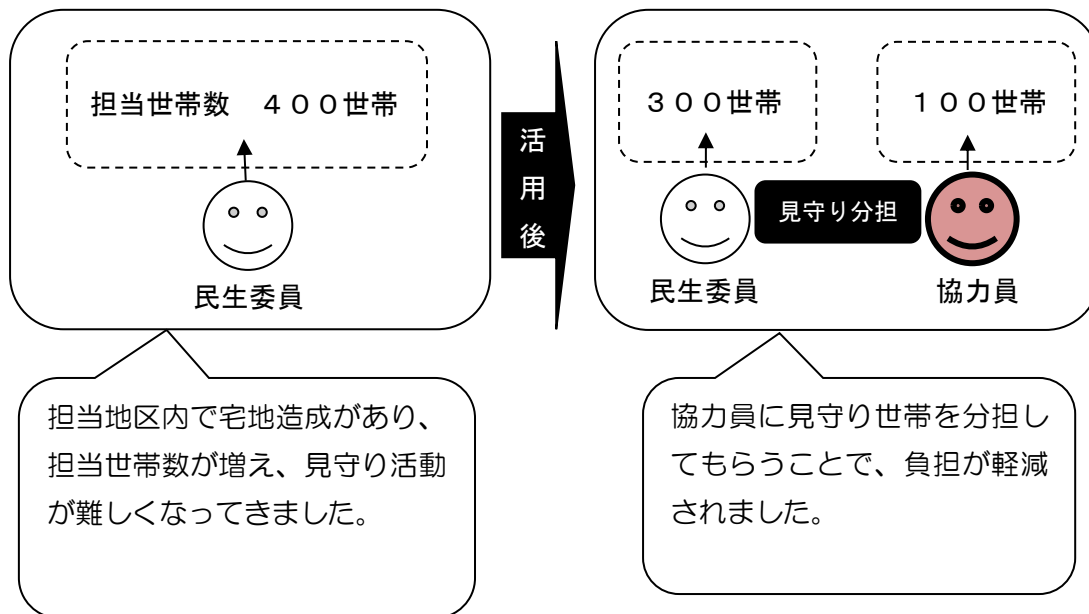 担当世帯数　４００世帯
民生委員
担当地区内で宅地造成があり、
担当世帯数が増え、見守り活動
が難しくなってきました。
活用後
３００世帯
１００世帯
見守り分担
民生委員
協力員
協力員に見守り世帯を分担し
てもらうことで、負担が軽減
されました。